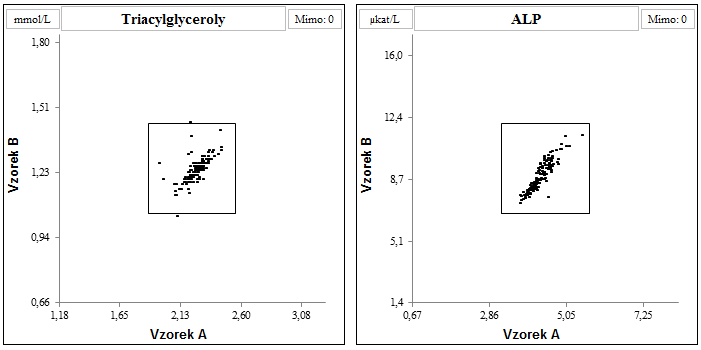 mmol/L Triacylglyceroly Mimo: 0
1,80
1,51
1,23
0,94
0,66
Vzorek B
1,18 1,65 2,13 2,60 3,08
Vzorek A
µkat/L ALP Mimo: 0
16,0
12,4
8,7
5,1
1,4
Vzorek B
0,67 2,86 5,05 7,25
Vzorek A